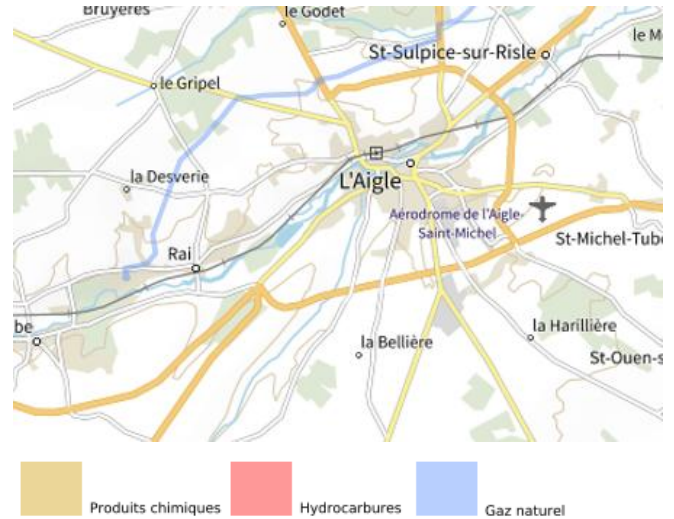 Bruyères
le Godet
St-Sulpice-sur-Risle
le M
le Gripel
la Desverie
L'Aigle
Aérodrome de l'Aigle-
Saint-Michel
St-Michel-Tube
Rai
be
la Bellière
la Harillière
St-Ouen-s
Produits chimiques
Hydrocarbures
Gaz naturel